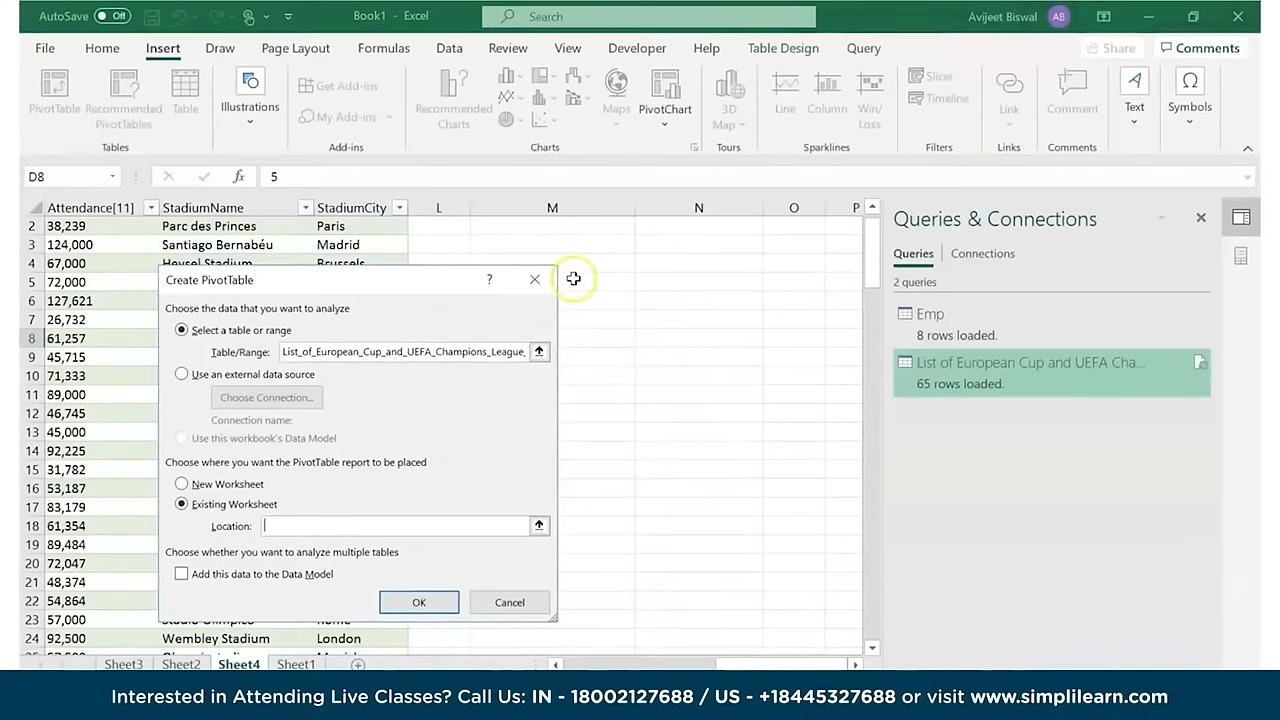 AutoSave Off Book1 - Excel Search Avijeet Biswal AB
File Home Insert Draw Page Layout Formulas Data Review View Developer Help Table Design Query Share Comments
PivotTable Recommended PivotTables Table Illustrations Get Add-ins My Add-ins Recommended Charts Maps PivotChart 3D Map Line Column Win/Loss Slicer Timeline Link Comment Text Symbols
Tables Add-ins Charts Tours Sparklines Filters Links Comments
D8 fx 5
Attendance[11] StadiumName StadiumCity L M N O P
2 38,239 Parc des Princes Paris
3 124,000 Santiago Bernabéu Madrid
4 67,000 Heysel Stadium Brussels
5 72,000
6 127,621
7 26,732
8 61,257
9 45,715
10 71,333
11 89,000
12 46,745
13 45,000
14 92,225
15 31,782
16 53,187
17 83,179
18 61,354
19 89,484
20 72,047
21 48,374
22 54,864
23 57,000
24 92,500 Wembley Stadium London
Create PivotTable ?
Choose the data that you want to analyze
Select a table or range
Table/Range: List_of_European_Cup_and_UEFA_Champions_League_
Use an external data source
Choose Connection...
Connection name:
Use this workbook's Data Model
Choose where you want the PivotTable report to be placed
New Worksheet
Existing Worksheet
Location:
Choose whether you want to analyze multiple tables
Add this data to the Data Model
OK Cancel
Queries & Connections
Queries Connections
2 queries
Emp
8 rows loaded.
List of European Cup and UEFA Cha...
65 rows loaded.
Sheet3 Sheet2 Sheet4 Sheet1
Interested in Attending Live Classes? Call Us: IN - 18002127688 / US - +18445327688 or visit www.simplilearn.com